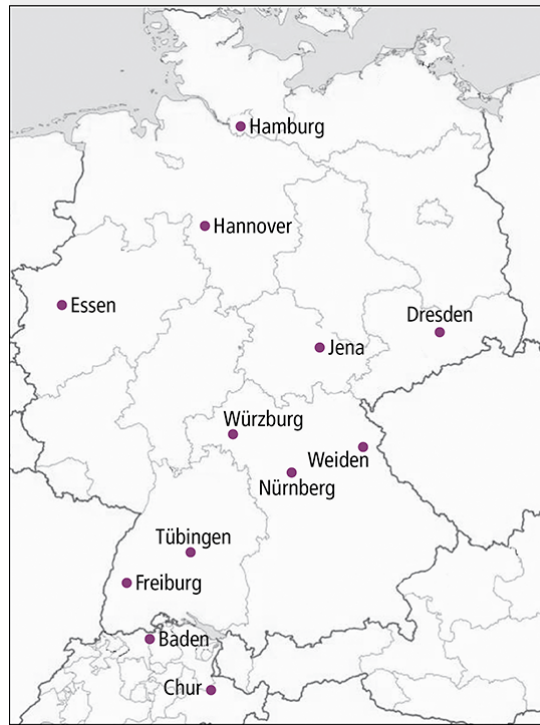 Hamburg
Hannover
Essen
Dresden
Jena
Würzburg
Weiden
Nürnberg
Tübingen
Freiburg
Baden
Chur